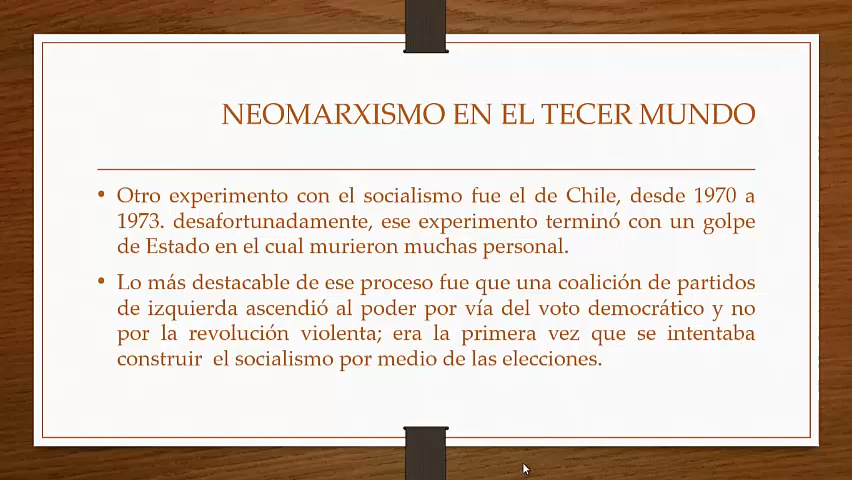 NEOMARXISMO EN EL TECER MUNDO
• Otro experimento con el socialismo fue el de Chile, desde 1970 a
1973. desafortunadamente, ese experimento terminó con un golpe
de Estado en el cual murieron muchas personal.
• Lo más destacable de ese proceso fue que una coalición de partidos
de izquierda ascendió al poder por vía del voto democrático y no
por la revolución violenta; era la primera vez que se intentaba
construir el socialismo por medio de las elecciones.